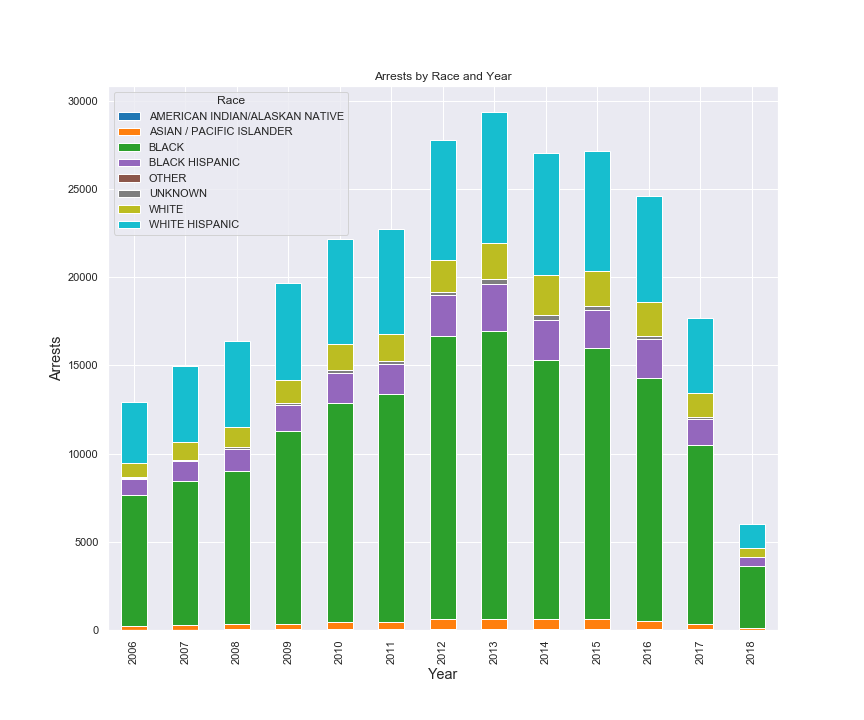 Arrests by Race and Year
30000
25000
20000
15000
10000
5000
0
Arrests
Race
AMERICAN INDIAN/ALASKAN NATIVE
ASIAN / PACIFIC ISLANDER
BLACK
BLACK HISPANIC
OTHER
UNKNOWN
WHITE
WHITE HISPANIC
2006 2007 2008 2009 2010 2011 2012 2013 2014 2015 2016 2017 2018
Year